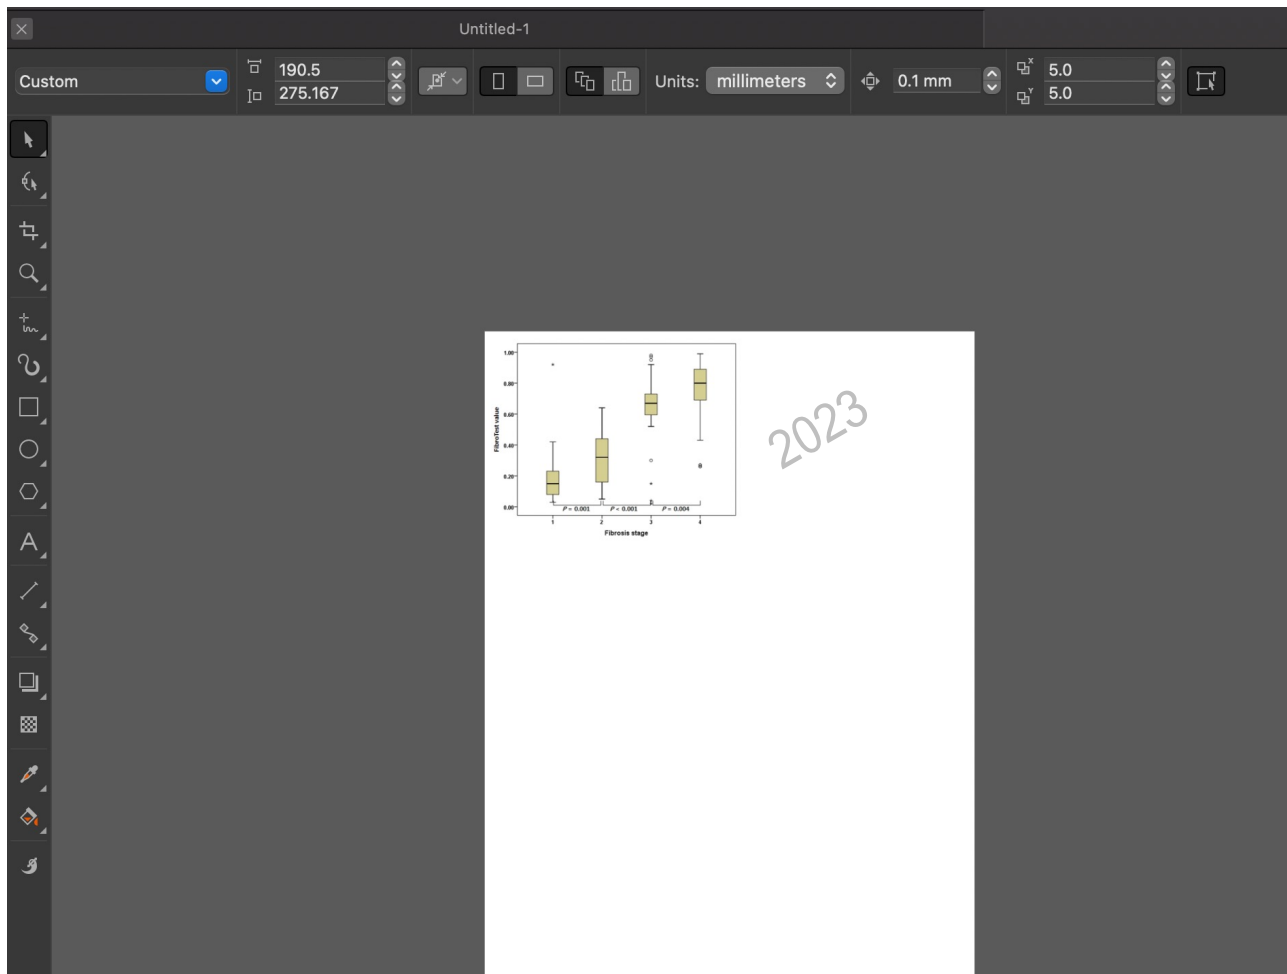 Untitled-1
Custom
190.5
275.167
Units: millimeters
0.1 mm
5.0
5.0
1.00
0.80
0.60
0.40
0.20
0.00
FibroTest value
P = 0.001 P < 0.001 P = 0.004
1 2 3 4
Fibrosis stage
2023